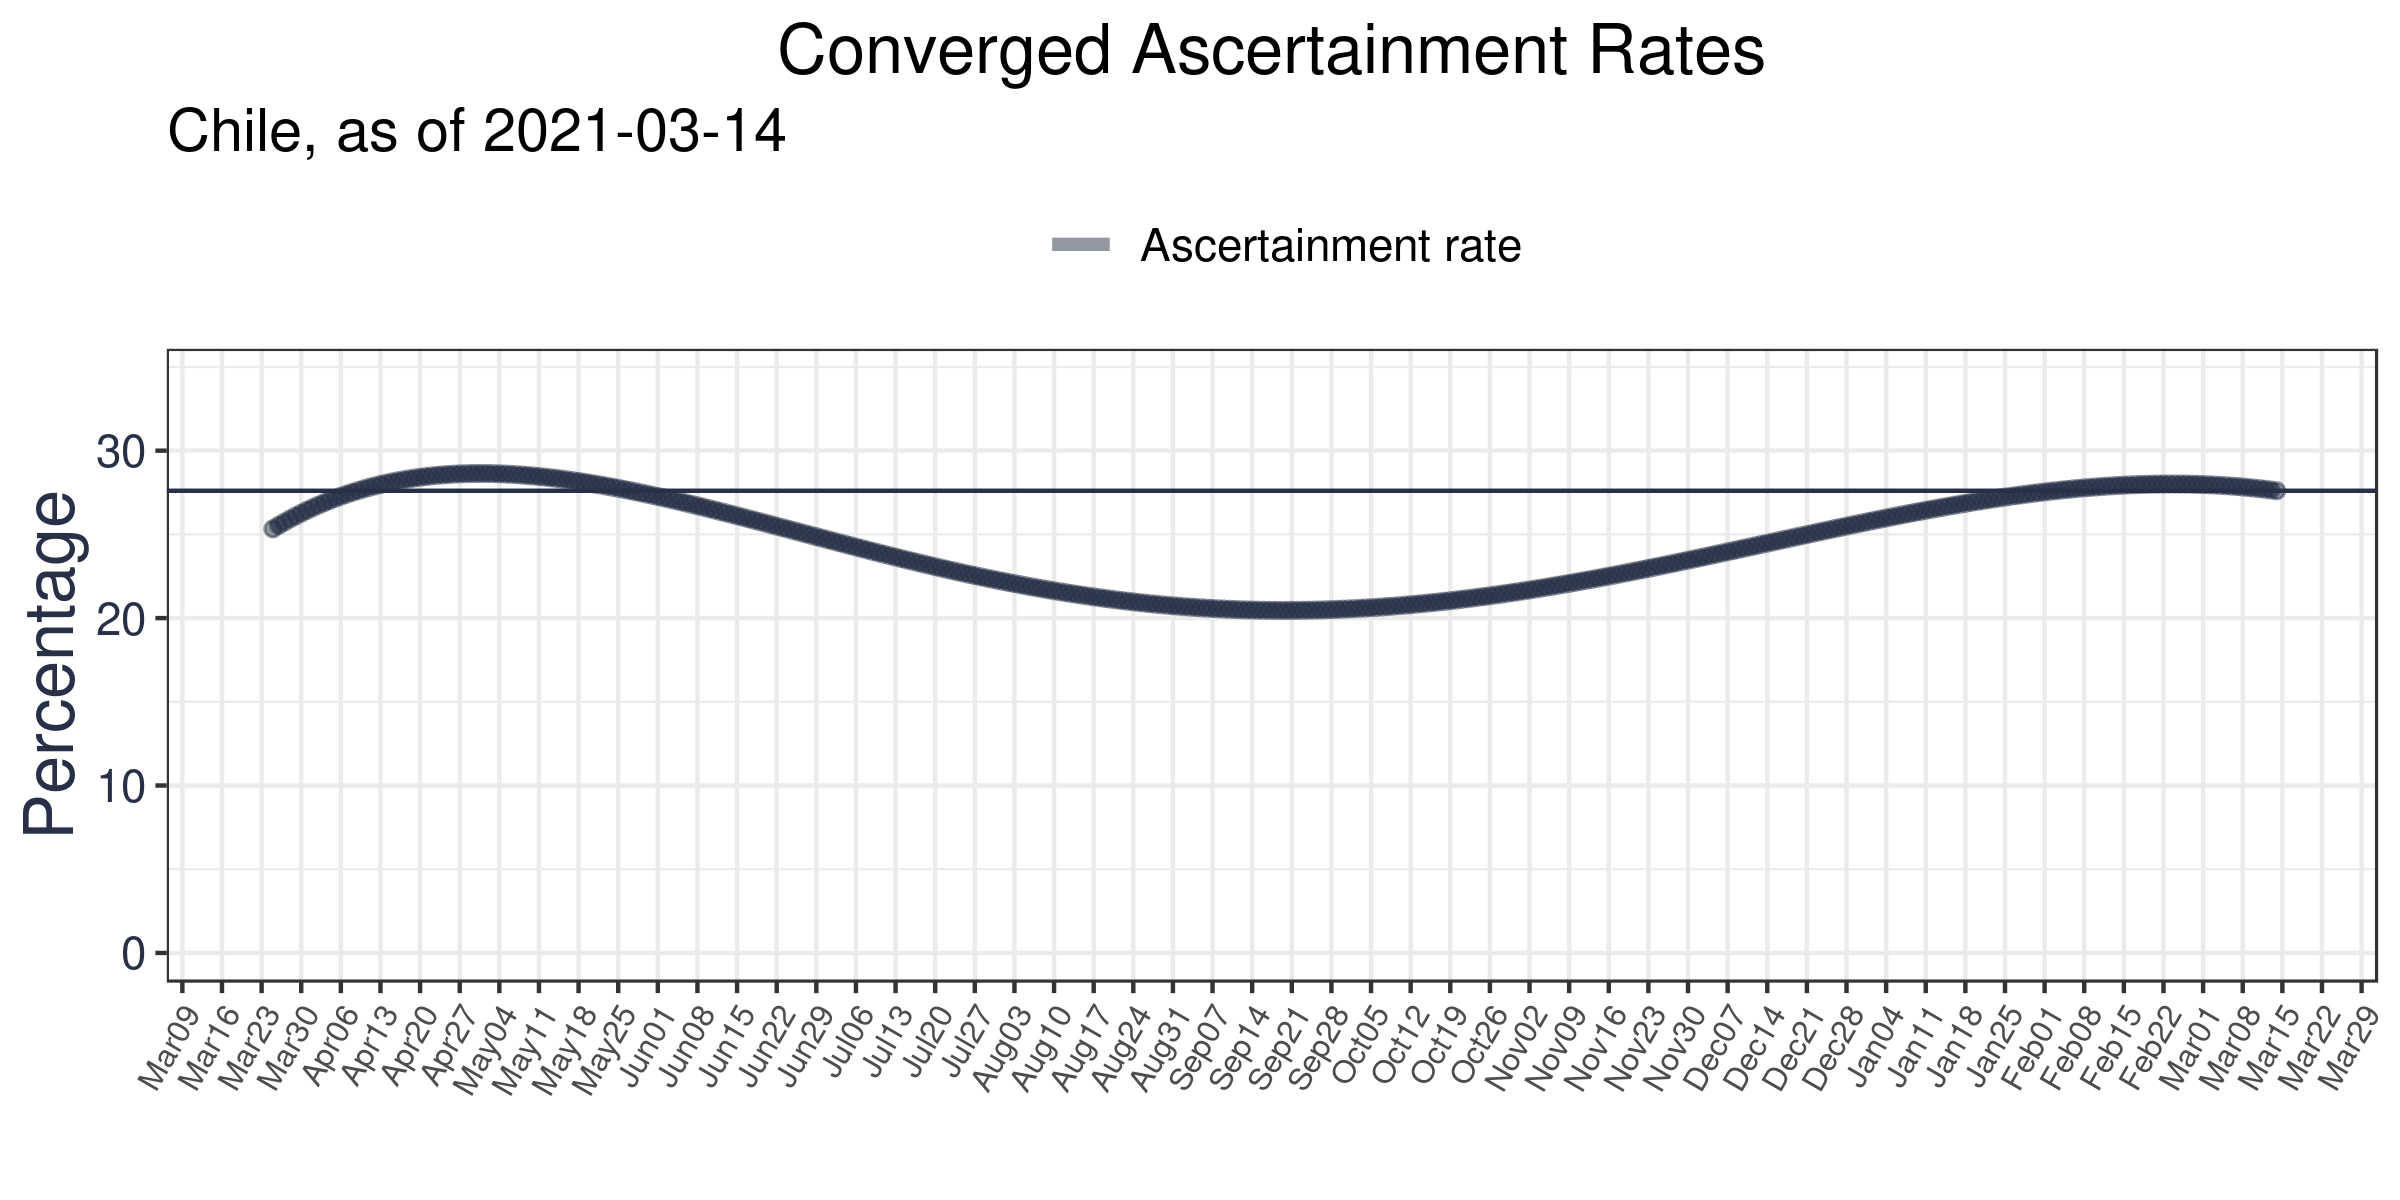 Converged Ascertainment Rates
Chile, as of 2021-03-14
Ascertainment rate
Percentage
30
20
10
0
Mar09 Mar16 Mar23 Mar30 Apr06 Apr13 Apr20 Apr27 May04 May11 May18 May25 Jun01 Jun08 Jun15 Jun22 Jun29 Jul06 Jul13 Jul20 Jul27 Aug03 Aug10 Aug17 Aug24 Aug31 Sep07 Sep14 Sep21 Sep28 Oct05 Oct12 Oct19 Oct26 Nov02 Nov09 Nov16 Nov23 Nov30 Dec07 Dec14 Dec21 Dec28 Jan04 Jan11 Jan18 Jan25 Feb01 Feb08 Feb15 Feb22 Mar01 Mar08 Mar15 Mar22 Mar29